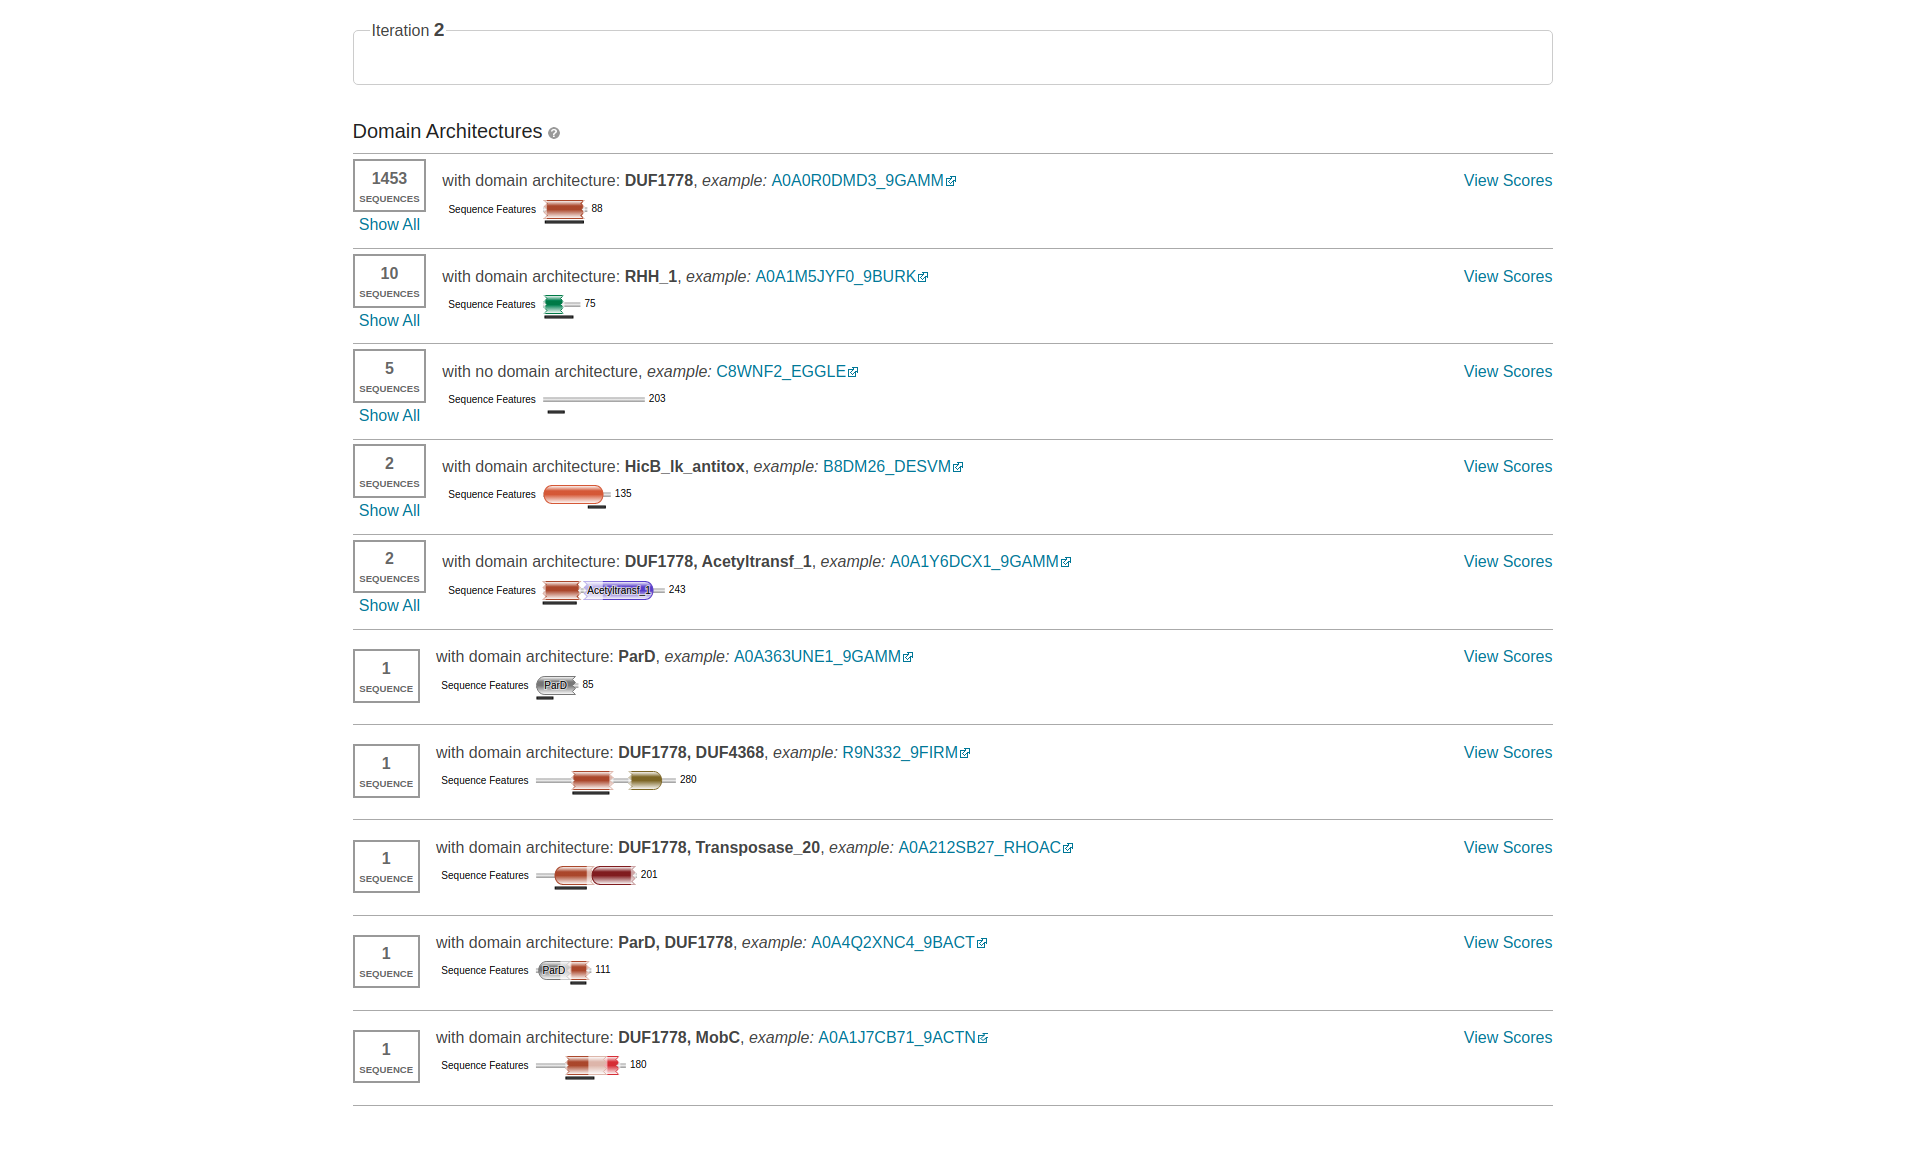 Iteration 2
Domain Architectures ?
1453
SEQUENCES
Show All
with domain architecture: DUF1778, example: A0A0R0DMD3_9GAMM
View Scores
Sequence Features 88
10
SEQUENCES
Show All
with domain architecture: RHH_1, example: A0A1M5JYF0_9BURK
View Scores
Sequence Features 75
5
SEQUENCES
Show All
with no domain architecture, example: C8WNF2_EGGLE
View Scores
Sequence Features 203
2
SEQUENCES
Show All
with domain architecture: HicB_lk_antitox, example: B8DM26_DESVM
View Scores
Sequence Features 135
2
SEQUENCES
Show All
with domain architecture: DUF1778, Acetyltransf_1, example: A0A1Y6DCX1_9GAMM
View Scores
Sequence Features Acetyltransf_1 243
1
SEQUENCE
with domain architecture: ParD, example: A0A363UNE1_9GAMM
View Scores
Sequence Features ParD 85
1
SEQUENCE
with domain architecture: DUF1778, DUF4368, example: R9N332_9FIRM
View Scores
Sequence Features 280
1
SEQUENCE
with domain architecture: DUF1778, Transposase_20, example: A0A212SB27_RHOAC
View Scores
Sequence Features 201
1
SEQUENCE
with domain architecture: ParD, DUF1778, example: A0A4Q2XNC4_9BACT
View Scores
Sequence Features ParD 111
1
SEQUENCE
with domain architecture: DUF1778, MobC, example: A0A1J7CB71_9ACTN
View Scores
Sequence Features 180